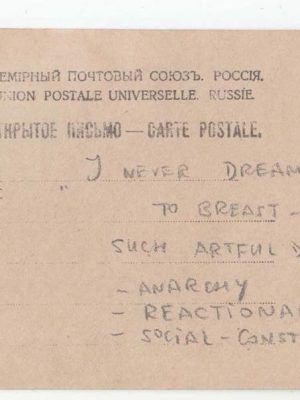 ЕМІРНЫЙ ПОЧТОВЫЙ СОЮЗЪ. РОССІЯ.
UNION POSTALE UNIVERSELLE. RUSSIE.
ТКРЫТОЕ ПИСЬМО — CARTE POSTALE.
I NEVER DREAM
" TO BREAST -
SUCH ARTFUL
- ANARCHY
- REACTIONA
- SOCIAL-CONST